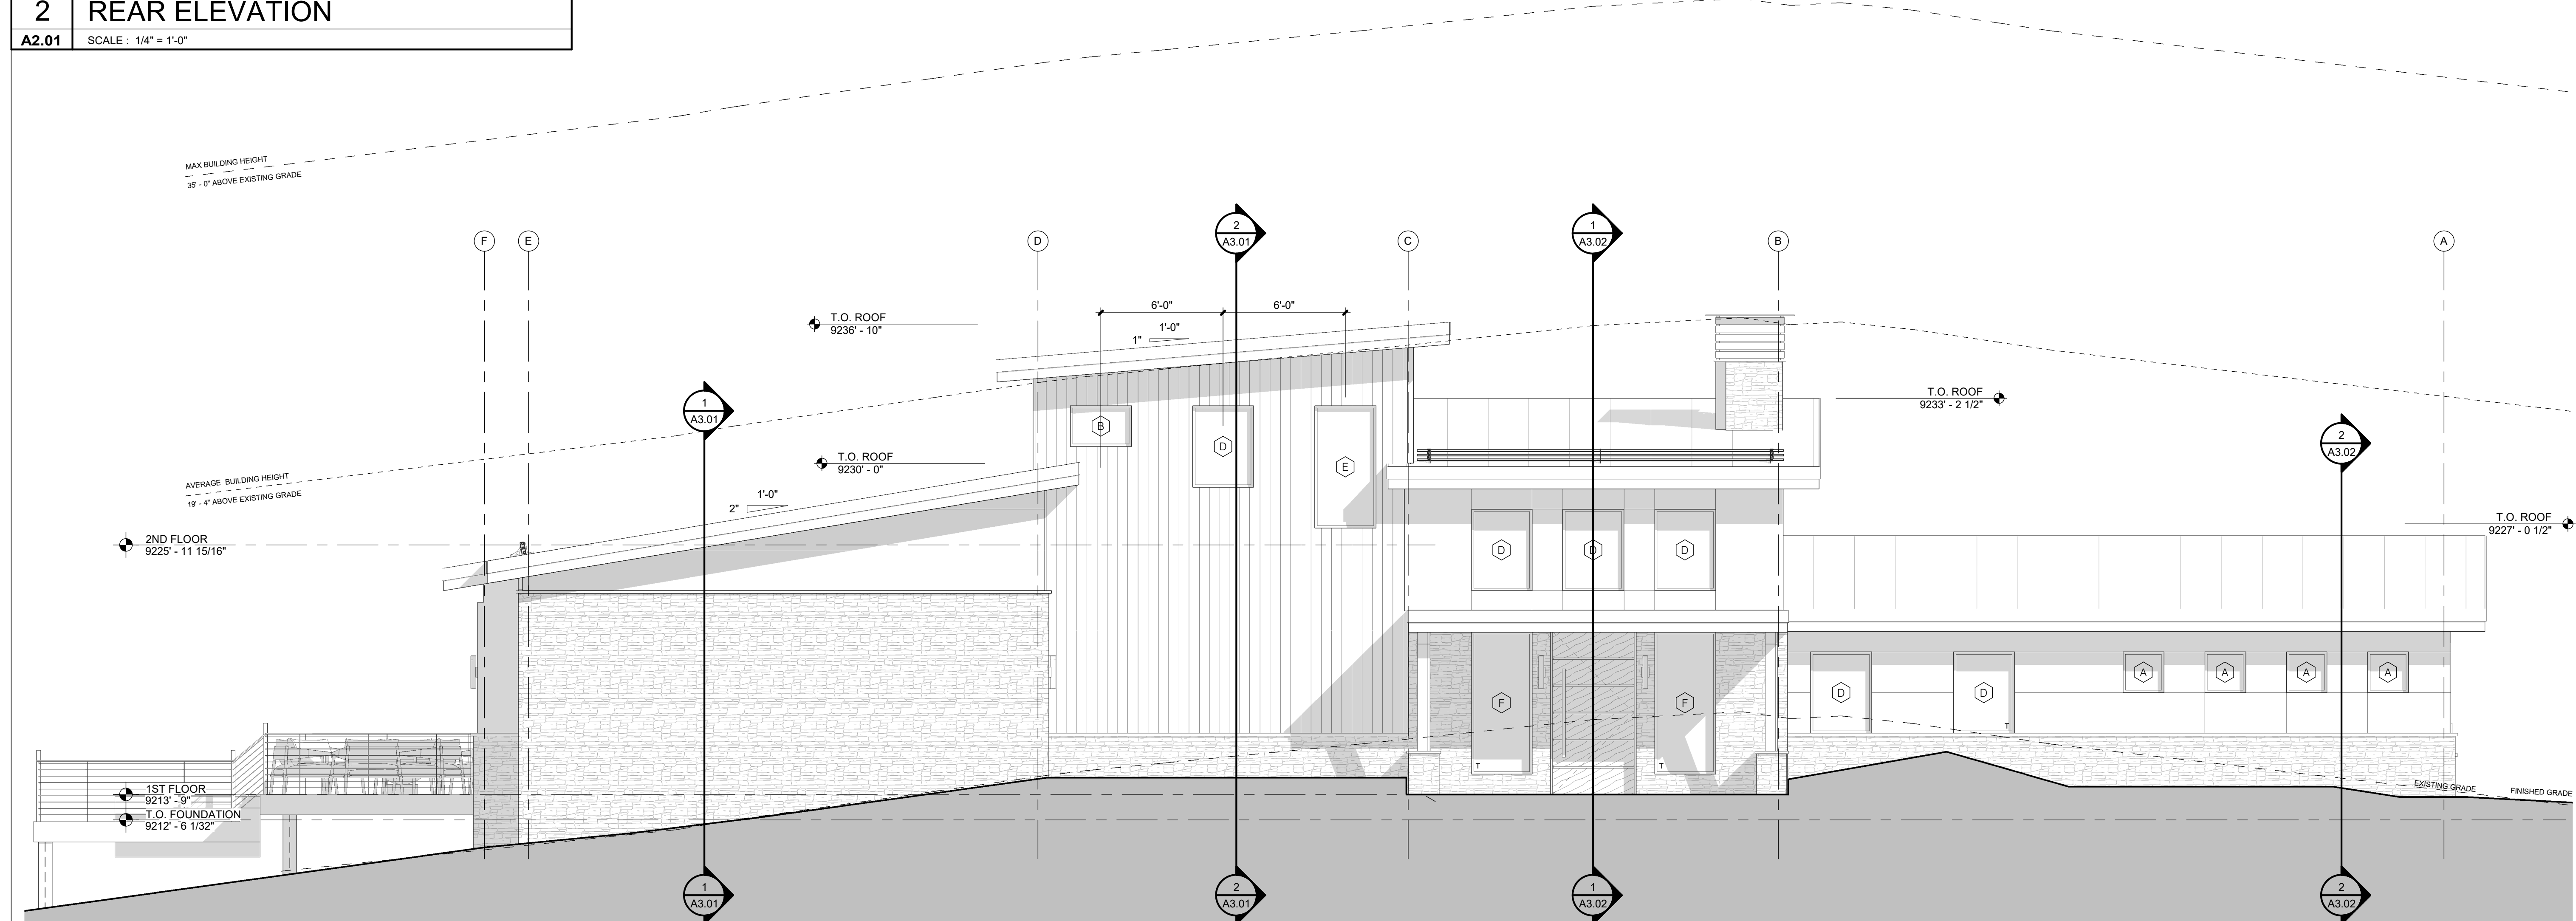 2 REAR ELEVATION
A2.01 SCALE : 1/4" = 1'-0"
MAX BUILDING HEIGHT
35' - 0" ABOVE EXISTING GRADE
F E D C B A
2
A3.01
1
A3.02
6'-0" 6'-0"
T.O. ROOF
9236' - 10"
1'-0"
1"
1
A3.01
T.O. ROOF
9233' - 2 1/2"
B
D
E
2
A3.02
T.O. ROOF
9230' - 0"
AVERAGE BUILDING HEIGHT
19' - 4" ABOVE EXISTING GRADE
1'-0"
2"
T.O. ROOF
9227' - 0 1/2"
2ND FLOOR
9225' - 11 15/16"
D D D
A A A A
D D
F F
T
T T
1ST FLOOR
9213' - 9"
T.O. FOUNDATION
9212' - 6 1/32"
EXISTING GRADE
FINISHED GRADE
1
A3.01
2
A3.01
1
A3.02
2
A3.02